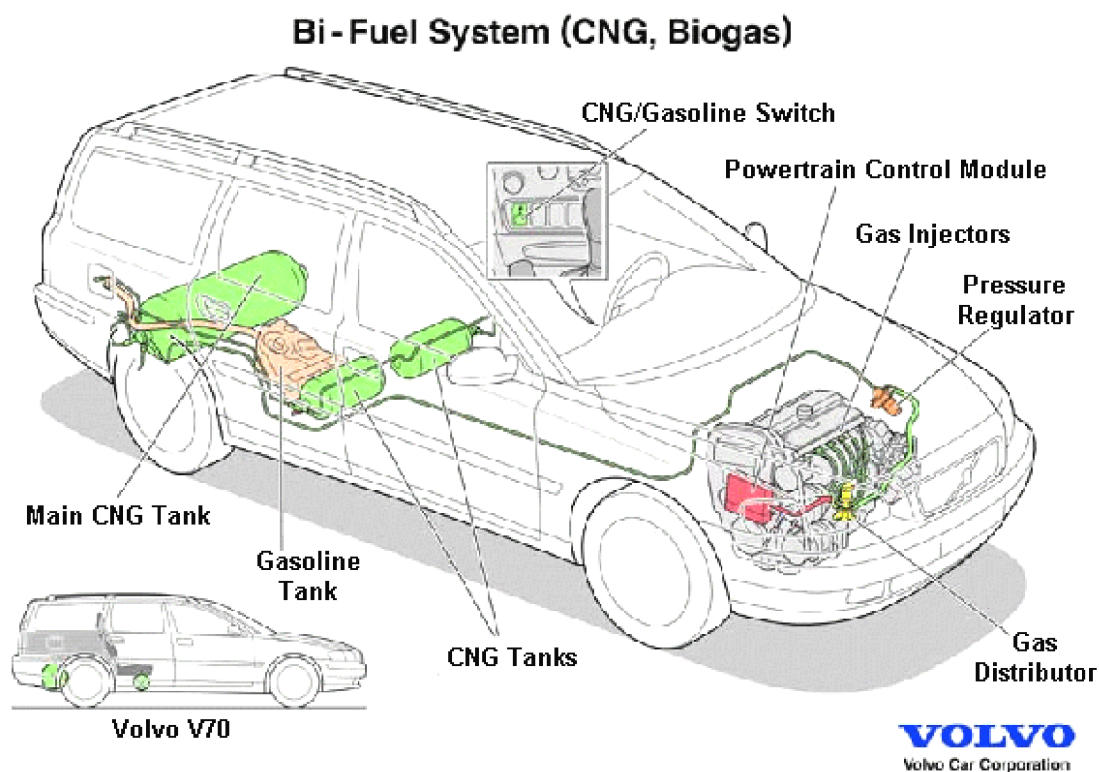 Bi-Fuel System (CNG, Biogas)
CNG/Gasoline Switch
Powertrain Control Module
Gas Injectors
Pressure
Regulator
Main CNG Tank
Gasoline
Tank
CNG Tanks
Gas
Distributor
Volvo V70
VOLVO
Volvo Car Corporation